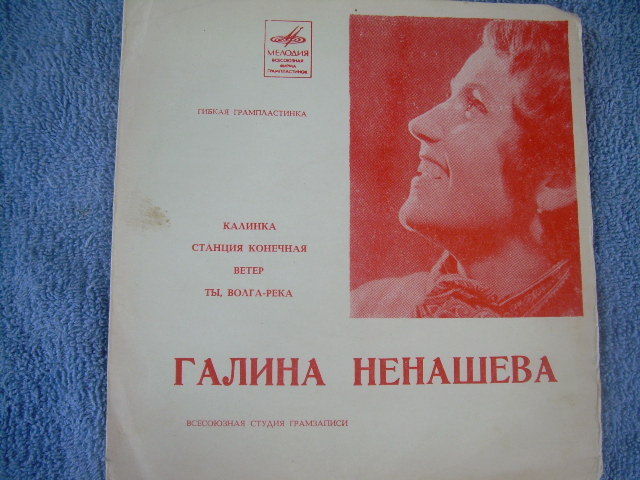 МЕЛОДИЯ
ВСЕСОЮЗНАЯ
ФИРМА
ГРАМПЛАСТИНОК
ГИБКАЯ ГРАМПЛАСТИНКА
КАЛИНКА
СТАНЦИЯ КОНЕЧНАЯ
ВЕТЕР
ТЫ, ВОЛГА-РЕКА
ГАЛИНА НЕНАШЕВА
ВСЕСОЮЗНАЯ СТУДИЯ ГРАМЗАПИСИ